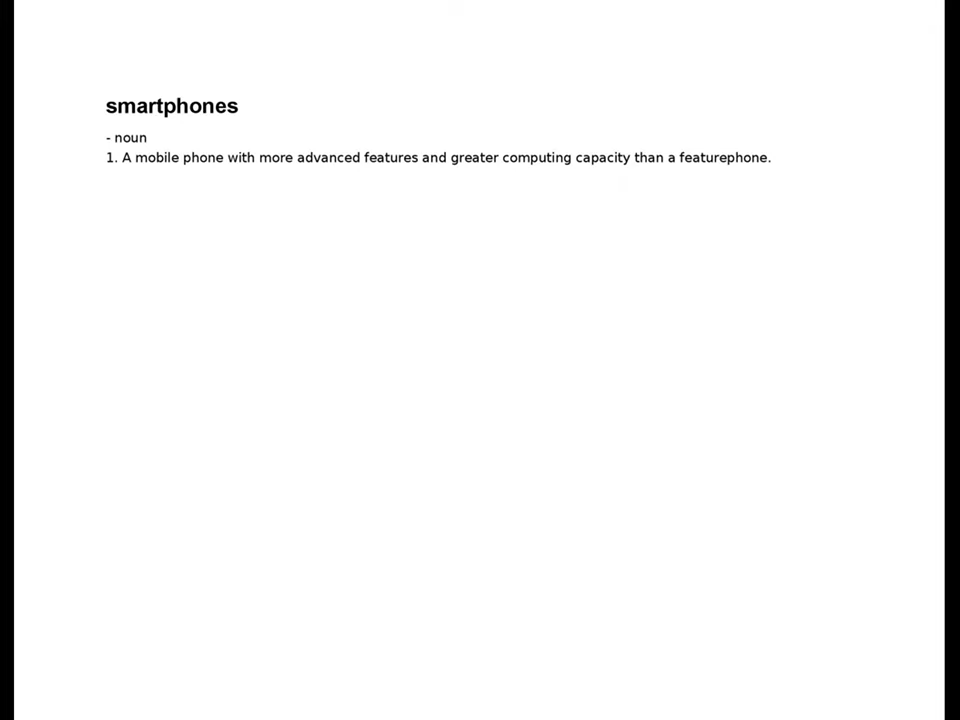 smartphones
- noun
1. A mobile phone with more advanced features and greater computing capacity than a featurephone.